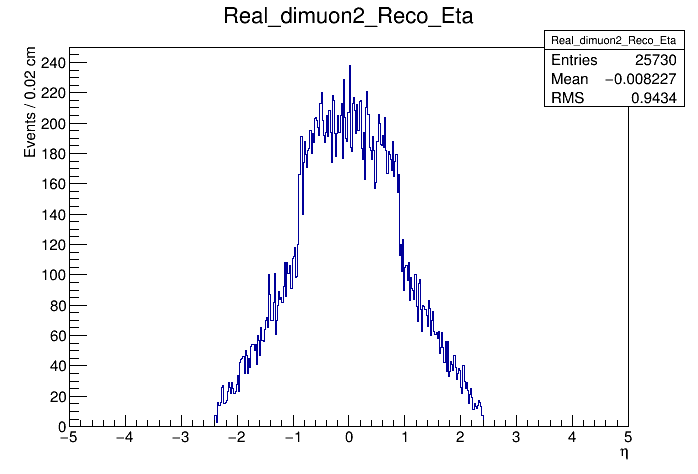 Real_dimuon2_Reco_Eta
Real_dimuon2_Reco_Eta
Entries 25730
Mean −0.008227
RMS 0.9434
Events / 0.02 cm
240
220
200
180
160
140
120
100
80
60
40
20
0
−5 −4 −3 −2 −1 0 1 2 3 4 5
η